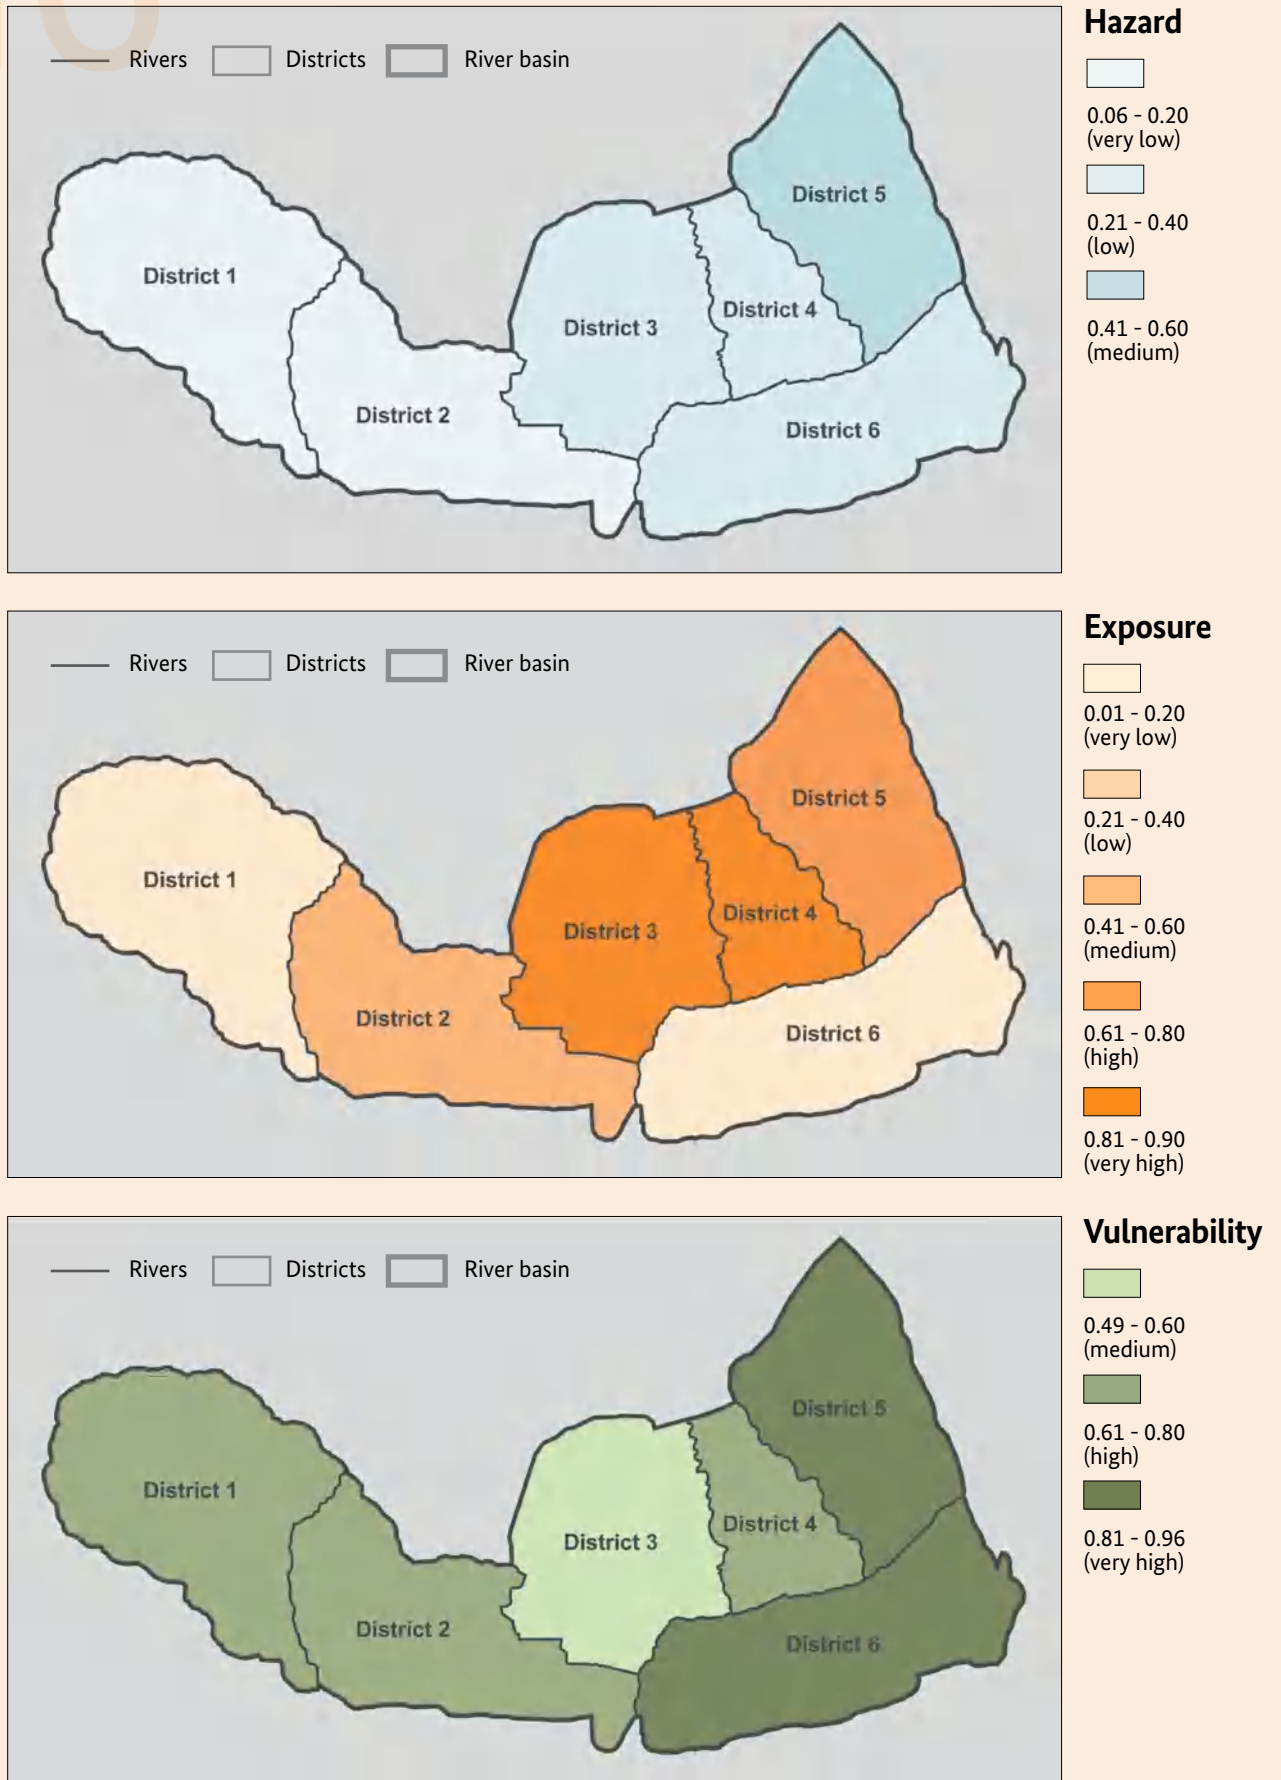 Rivers Districts River basin
District 5
District 1
District 4
District 3
District 2
District 6
Hazard
0.06 - 0.20
(very low)
0.21 - 0.40
(low)
0.41 - 0.60
(medium)
Rivers Districts River basin
District 5
District 1
District 4
District 3
District 2
District 6
Exposure
0.01 - 0.20
(very low)
0.21 - 0.40
(low)
0.41 - 0.60
(medium)
0.61 - 0.80
(high)
0.81 - 0.90
(very high)
Rivers Districts River basin
District 5
District 1
District 4
District 3
District 2
District 6
Vulnerability
0.49 - 0.60
(medium)
0.61 - 0.80
(high)
0.81 - 0.96
(very high)